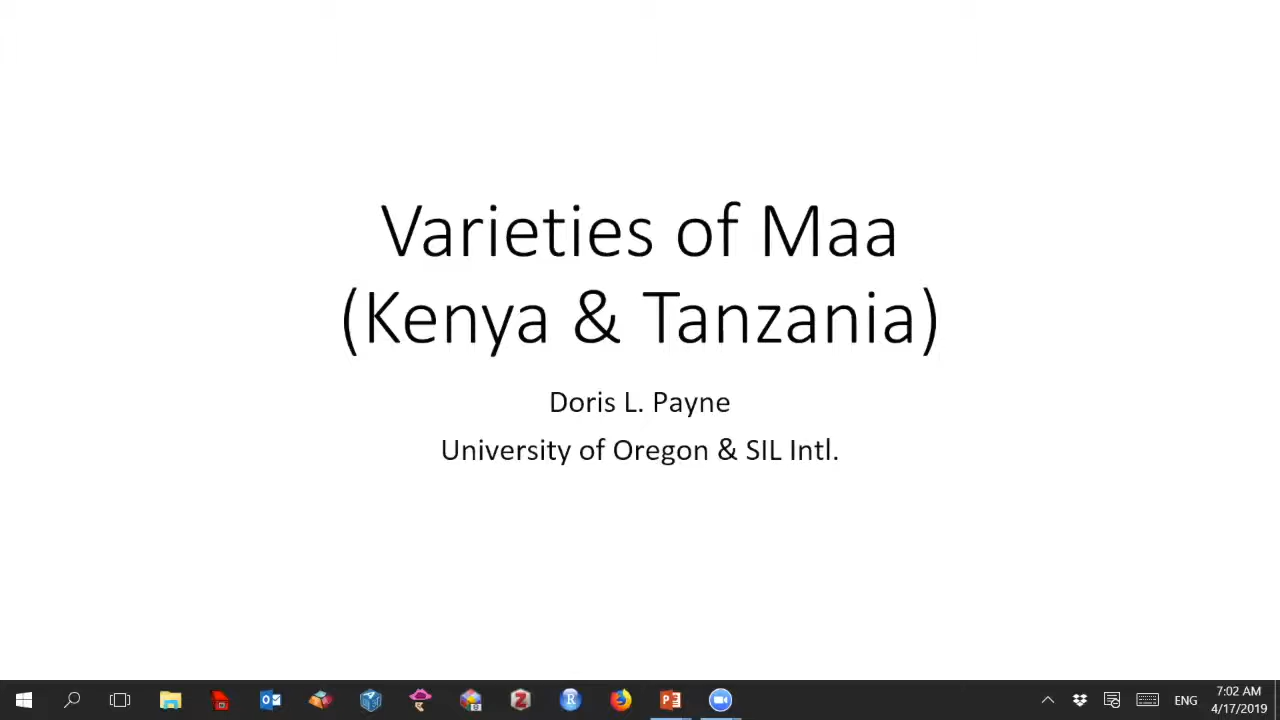 Varieties of Maa
(Kenya & Tanzania)
Doris L. Payne
University of Oregon & SIL Intl.
ENG
7:02 AM
4/17/2019